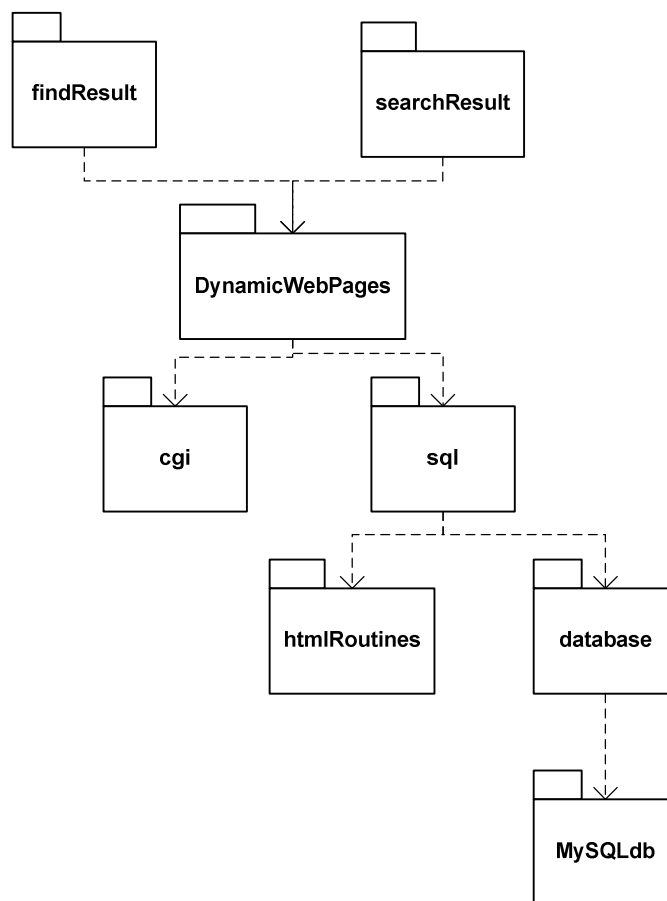 findResult
searchResult
DynamicWebPages
cgi
sql
htmlRoutines
database
MySQLdb